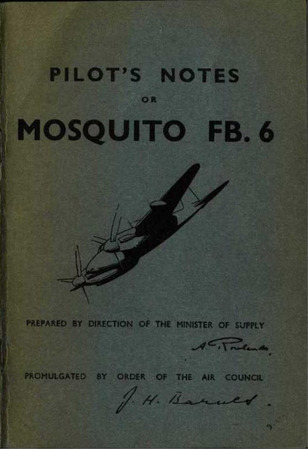 PILOT'S NOTES
OR
MOSQUITO FB. 6
PREPARED BY DIRECTION OF THE MINISTER OF SUPPLY
PROMULGATED BY ORDER OF THE AIR COUNCIL
J. H. Barnes.